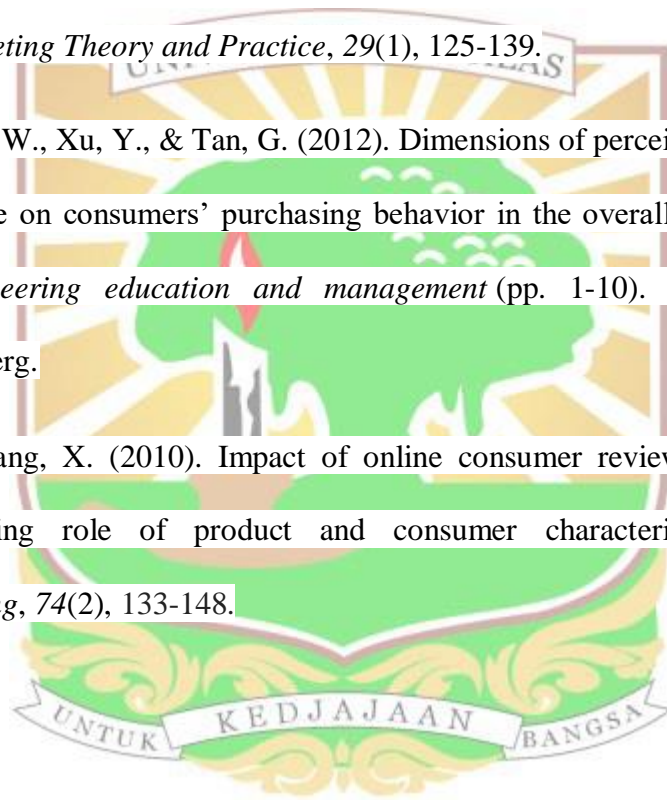 eting Theory and Practice, 29(1), 125-139.
W., Xu, Y., & Tan, G. (2012). Dimensions of percei
e on consumers’ purchasing behavior in the overall
eering education and management (pp. 1-10).
erg.
ang, X. (2010). Impact of online consumer review
ing role of product and consumer characteri
g, 74(2), 133-148.
UNTUK KEDJAJAAN BANGSA